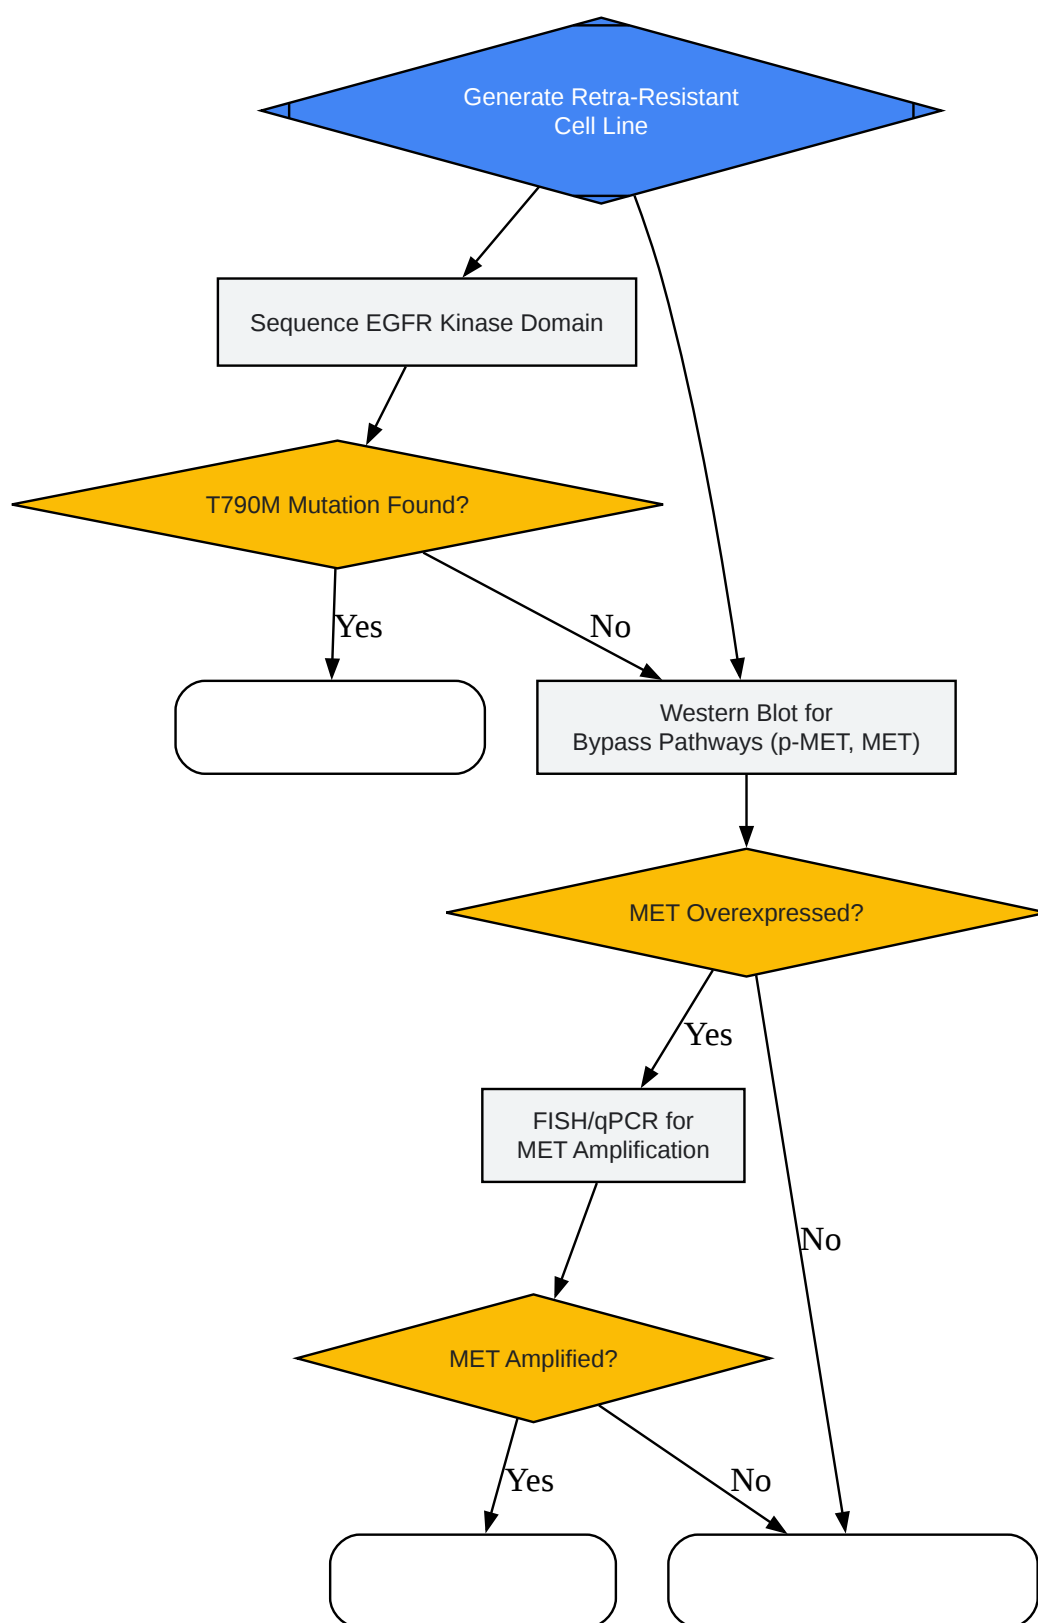 Generate Retra-Resistant
Cell Line
Sequence EGFR Kinase Domain
T790M Mutation Found?
Yes
No
Western Blot for
Bypass Pathways (p-MET, MET)
MET Overexpressed?
Yes
FISH/qPCR for
MET Amplification
No
MET Amplified?
Yes
No